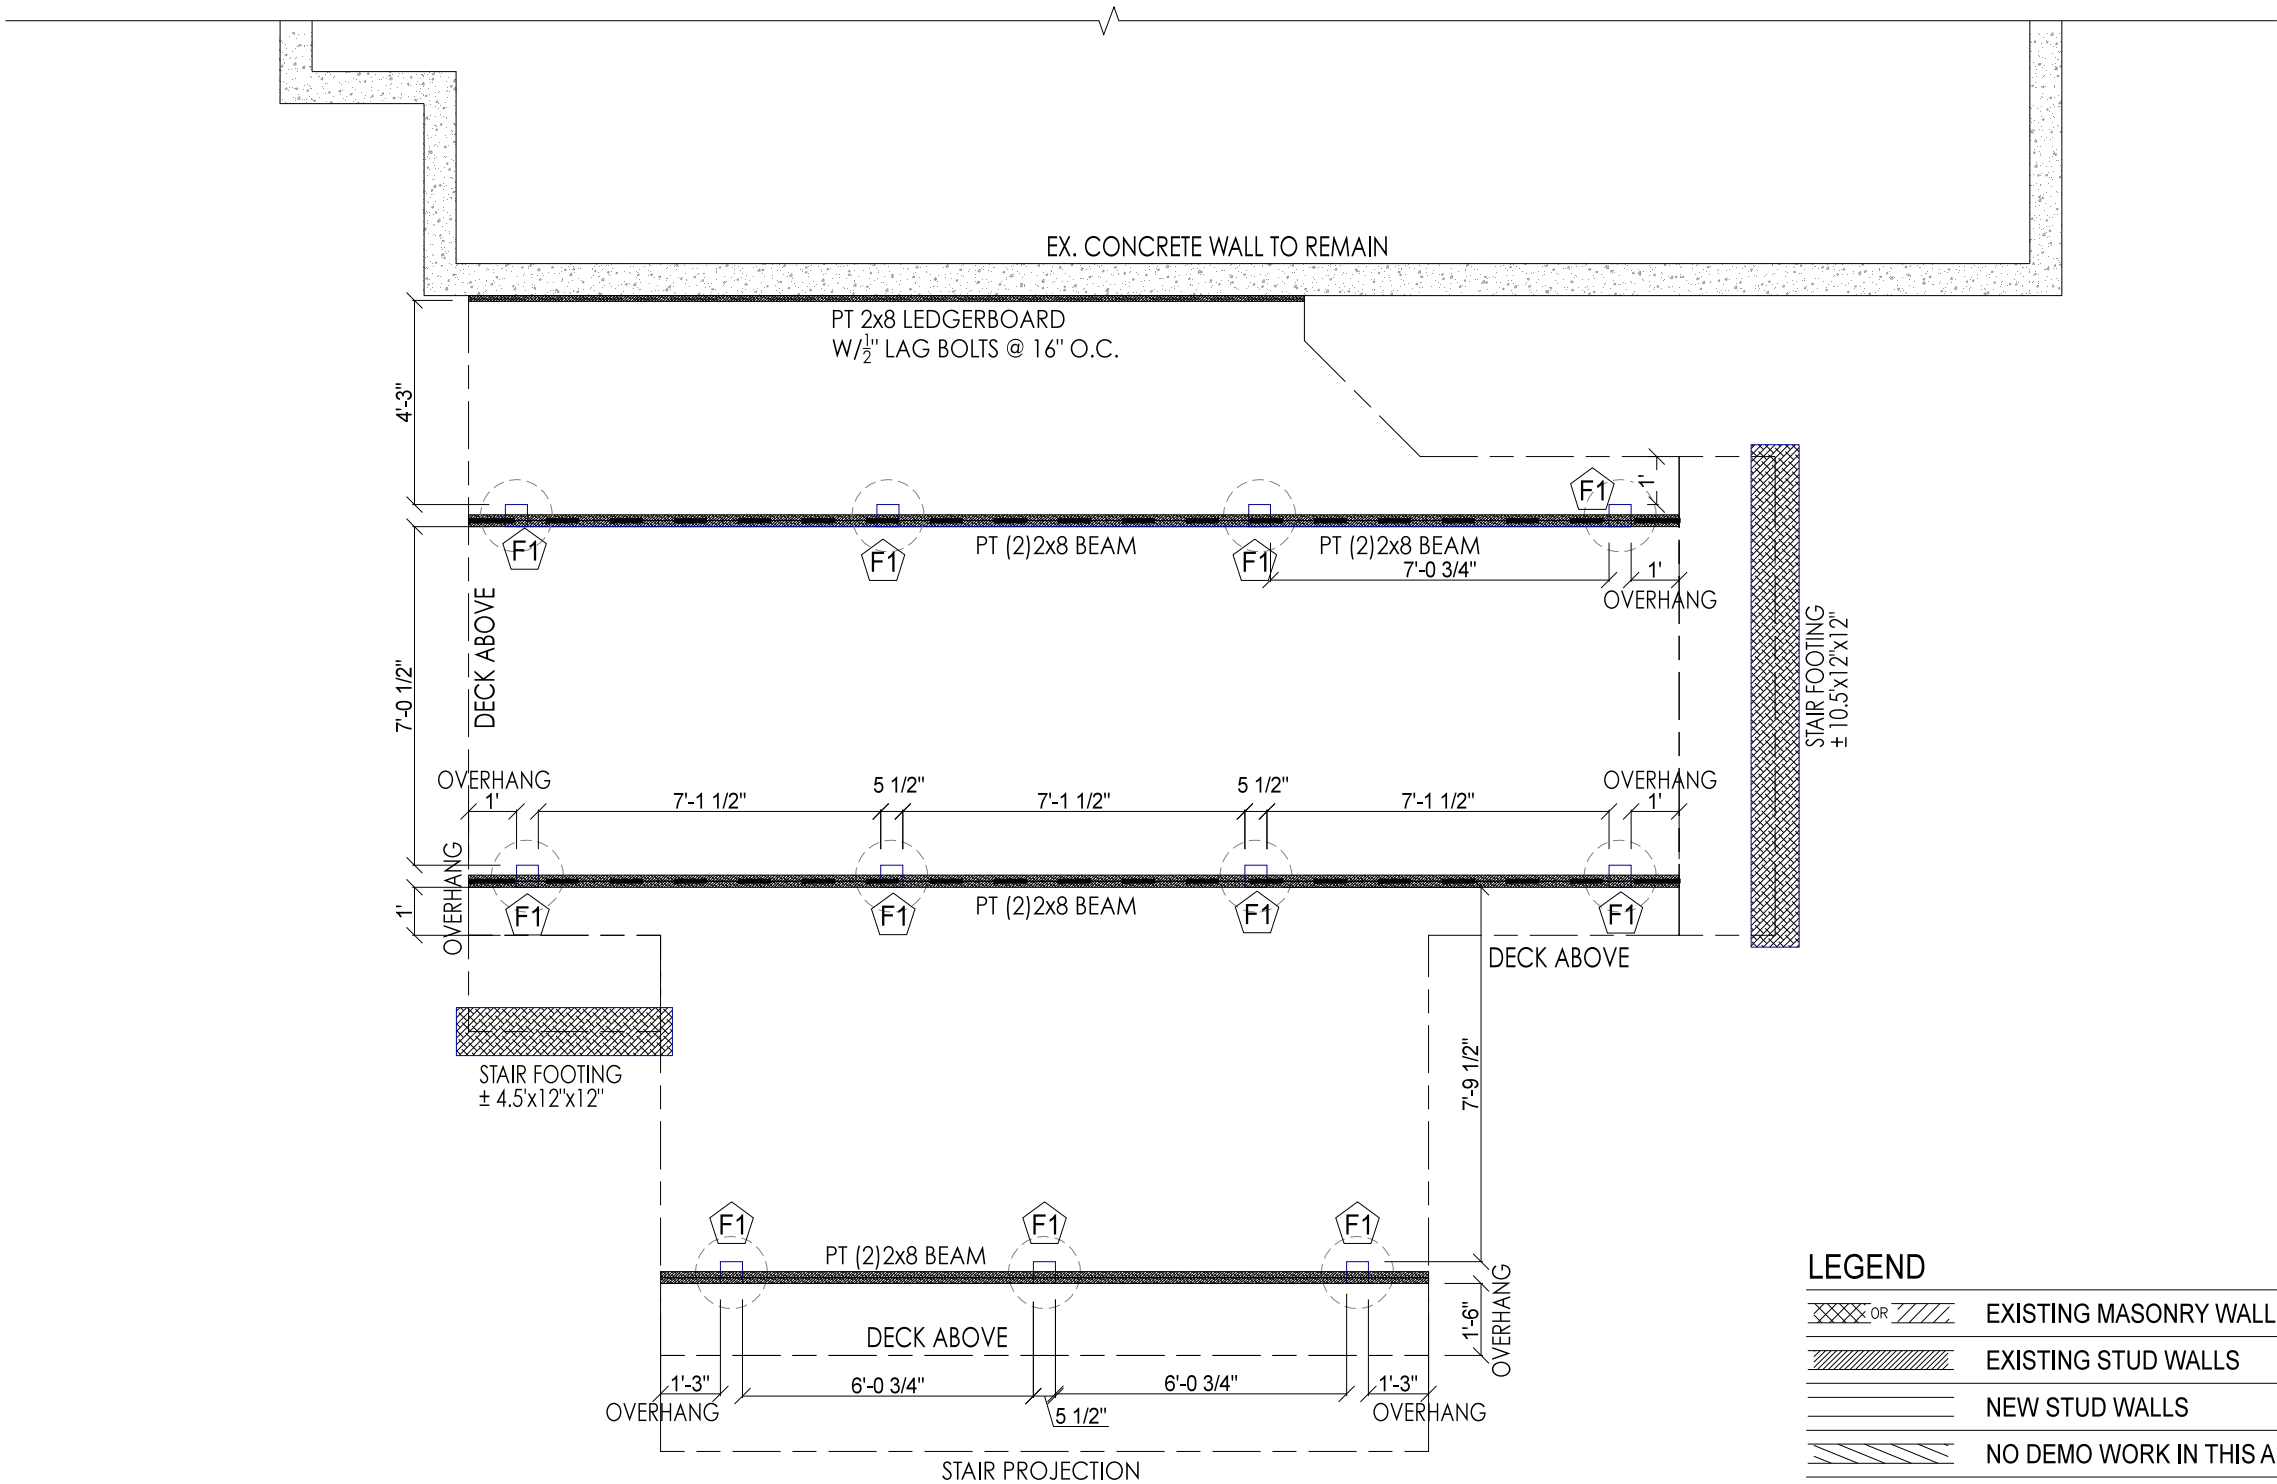 EX. CONCRETE WALL TO REMAIN
PT 2x8 LEDGERBOARD
W/½" LAG BOLTS @ 16" O.C.
4'-3"
F1
1'
F1
F1
F1
PT (2)2x8 BEAM
PT (2)2x8 BEAM
7'-0 3/4"
1'
OVERHANG
DECK ABOVE
7'-0 1/2"
STAIR FOOTING
± 10.5'x12"x12"
OVERHANG
1'
7'-1 1/2"
5 1/2"
7'-1 1/2"
5 1/2"
7'-1 1/2"
OVERHANG
1'
OVERHANG
1'
F1
F1
PT (2)2x8 BEAM
F1
F1
DECK ABOVE
STAIR FOOTING
± 4.5'x12"x12"
7'-9 1/2"
F1
F1
F1
PT (2)2x8 BEAM
DECK ABOVE
1'-6"
OVERHANG
1'-3"
OVERHANG
6'-0 3/4"
5 1/2"
6'-0 3/4"
1'-3"
OVERHANG
STAIR PROJECTION
LEGEND
OR EXISTING MASONRY WALL
EXISTING STUD WALLS
NEW STUD WALLS
NO DEMO WORK IN THIS A